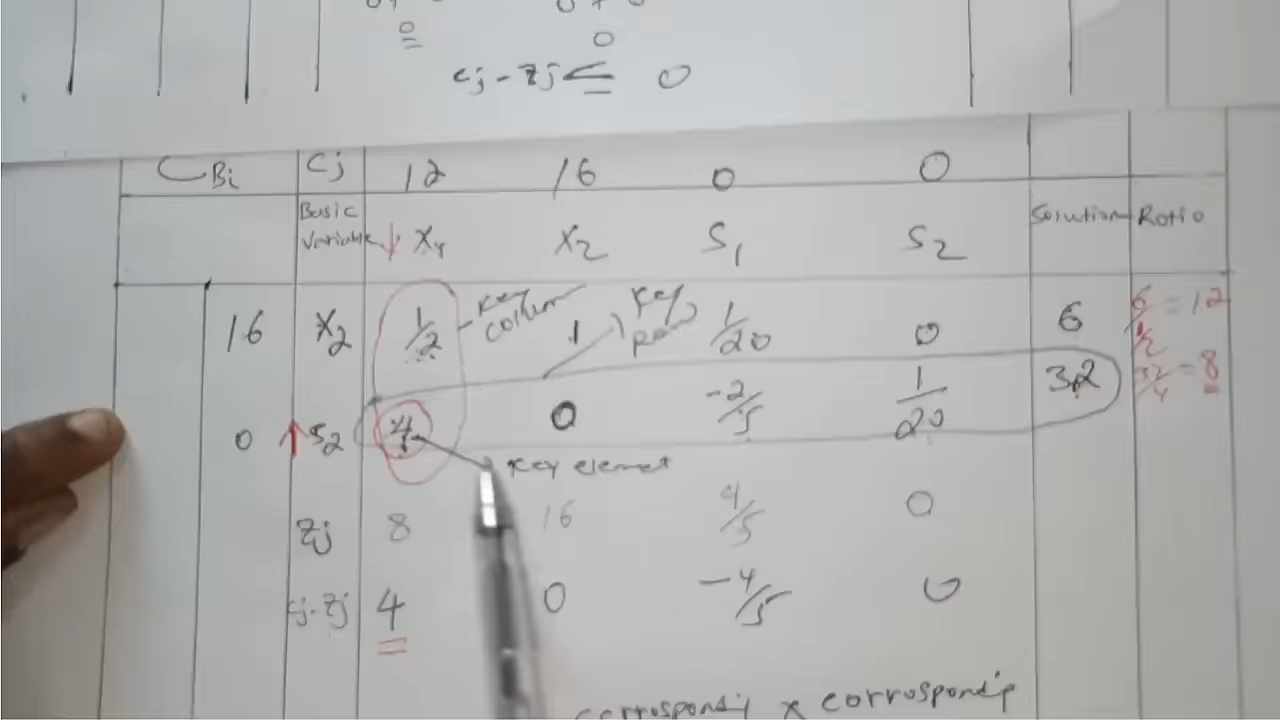 0
0
cj - zj ≤ 0
CBi Cj 12 16 0 0
Basic Variable ↓ X1 X2 S1 S2 Solution Ratio
16 X2 1/2 Key column 1 Key 1/20 0 6 6/1/2 = 12
0 ↑ S2 4 0 -2/5 1/20 32 32/4 = 8
Key element
Zj 8 16 4/5 0
cj-zj 4 0 -4/5 0
x